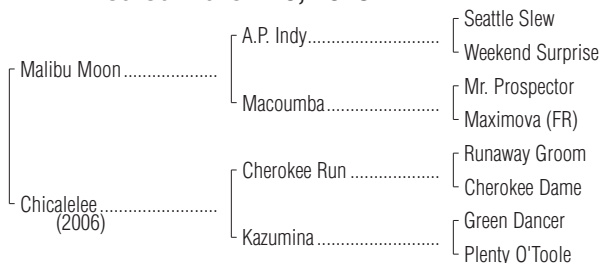 Seattle Slew
A.P. Indy
Weekend Surprise
Malibu Moon
Mr. Prospector
Macoumba
Maximova (FR)
Runaway Groom
Cherokee Run
Cherokee Dame
Chicalelee
(2006)
Green Dancer
Kazumina
Plenty O'Toole